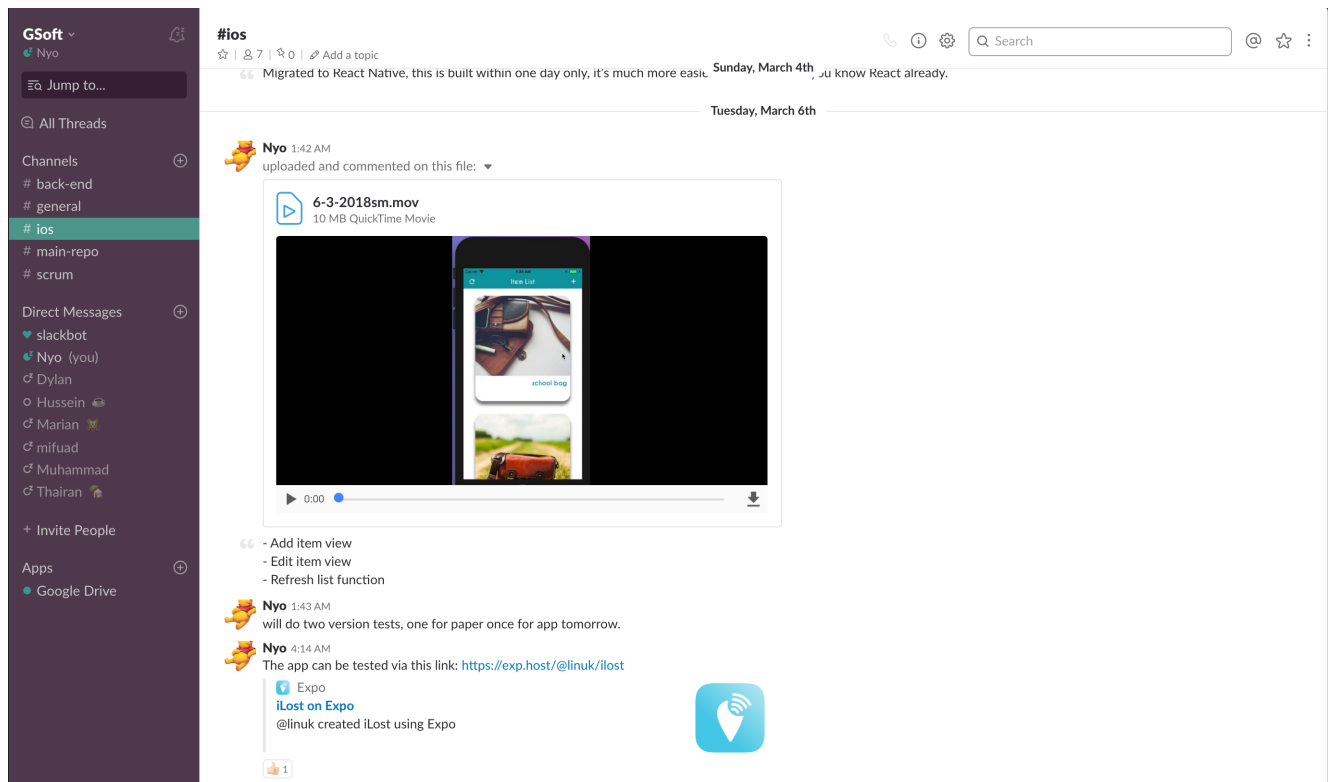 GSoft
Nyo
Jump to...
All Threads
Channels
# back-end
# general
# ios
# main-repo
# scrum
Direct Messages
slackbot
Nyo (you)
Dylan
Hussein
Marian
mifuad
Muhammad
Thairan
+ Invite People
Apps
Google Drive
#ios
7 | 0 | Add a topic
Search
Migrated to React Native, this is built within one day only, it's much more easie
Sunday, March 4th
ou know React already.
Tuesday, March 6th
Nyo 1:42 AM
uploaded and commented on this file:
6-3-2018sm.mov
10 MB QuickTime Movie
Item List +
school bag
0:00
- Add item view
- Edit item view
- Refresh list function
Nyo 1:43 AM
will do two version tests, one for paper once for app tomorrow.
Nyo 4:14 AM
The app can be tested via this link: https://exp.host/@linuk/ilost
Expo
iLost on Expo
@linuk created iLost using Expo
1